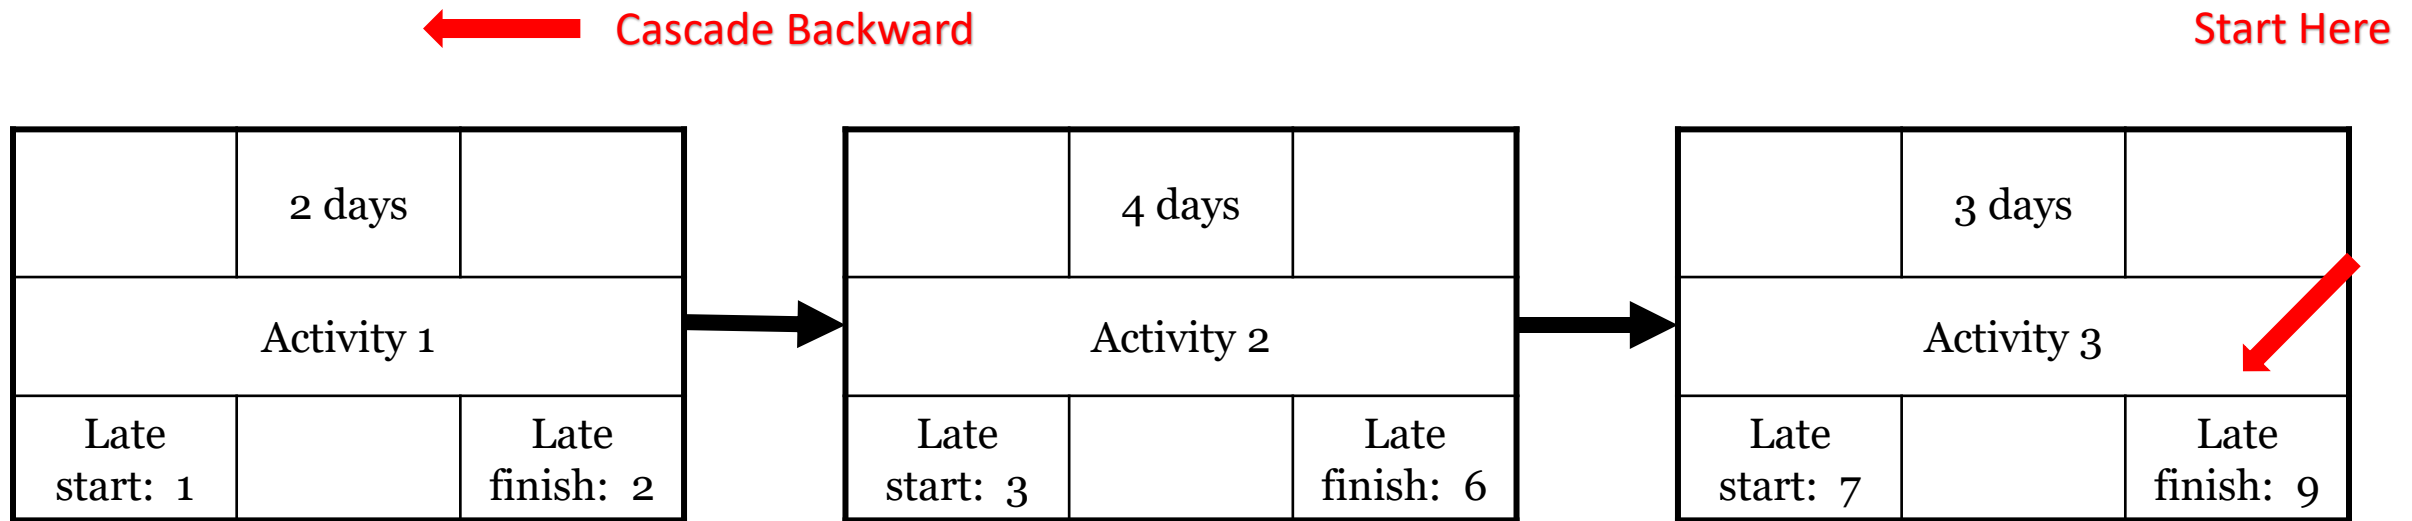 Cascade Backward
Start Here
2 days
4 days
3 days
Activity 1
Activity 2
Activity 3
Late
start: 1
Late
finish: 2
Late
start: 3
Late
finish: 6
Late
start: 7
Late
finish: 9